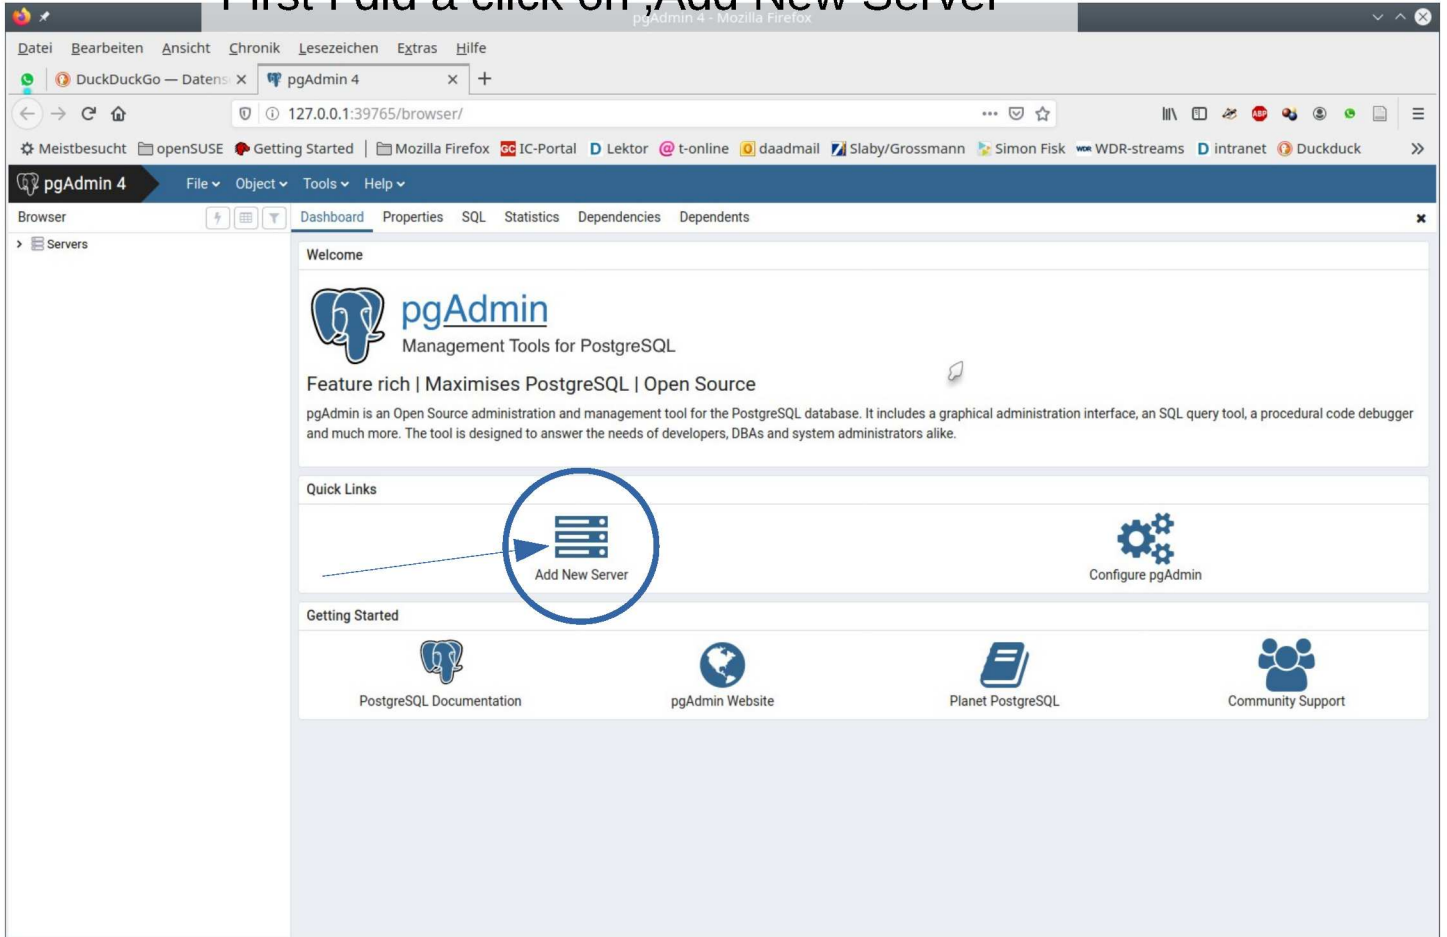 First I did a click on ‚Add New Server
pgAdmin 4 - Mozilla Firefox
Datei Bearbeiten Ansicht Chronik Lesezeichen Extras Hilfe
DuckDuckGo — Datens pgAdmin 4
127.0.0.1:39765/browser/
Meistbesucht openSUSE Getting Started Mozilla Firefox GC IC-Portal D Lektor @ t-online O daadmail Slaby/Grossmann Simon Fisk WDR WDR-streams D intranet Duckduck
pgAdmin 4 File Object Tools Help
Browser Dashboard Properties SQL Statistics Dependencies Dependents
Servers
Welcome
pgAdmin
Management Tools for PostgreSQL
Feature rich | Maximises PostgreSQL | Open Source
pgAdmin is an Open Source administration and management tool for the PostgreSQL database. It includes a graphical administration interface, an SQL query tool, a procedural code debugger
and much more. The tool is designed to answer the needs of developers, DBAs and system administrators alike.
Quick Links
Add New Server Configure pgAdmin
Getting Started
PostgreSQL Documentation pgAdmin Website Planet PostgreSQL Community Support